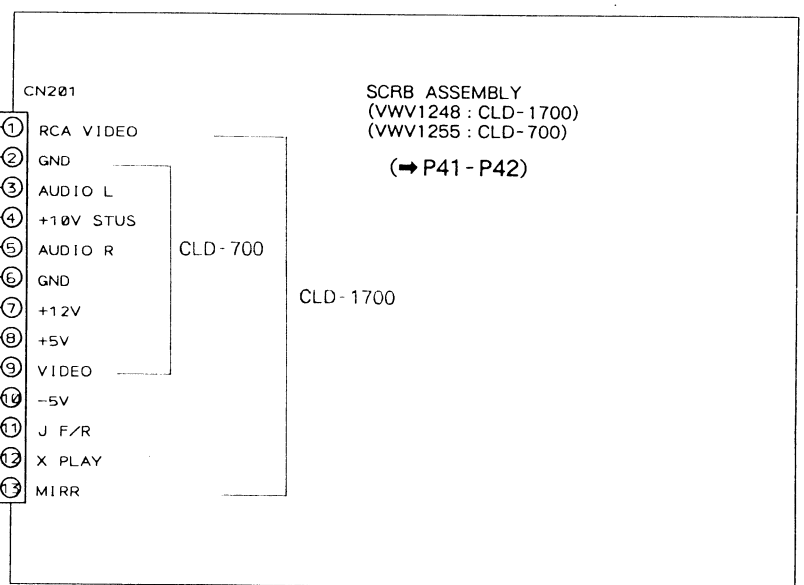 CN201
1 RCA VIDEO
2 GND
3 AUDIO L
4 +10V STUS
5 AUDIO R
6 GND
7 +12V
8 +5V
9 VIDEO
10 -5V
11 J F/R
12 X PLAY
13 MIRR
CLD-700
CLD-1700
SCRB ASSEMBLY
(VWV1248 : CLD-1700)
(VWV1255 : CLD-700)
(➡ P41-P42)